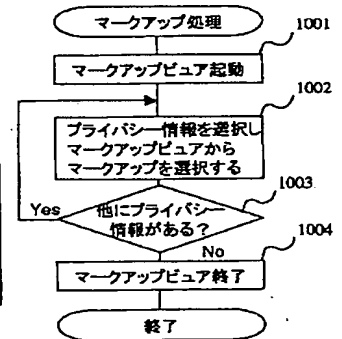 マークアップ処理
1001
マークアップビュア起動
1002
プライバシー情報を選択し
マークアップビュアから
マークアップを選択する
1003
他にプライバシー
情報がある？
Yes
No
1004
マークアップビュア終了
終了